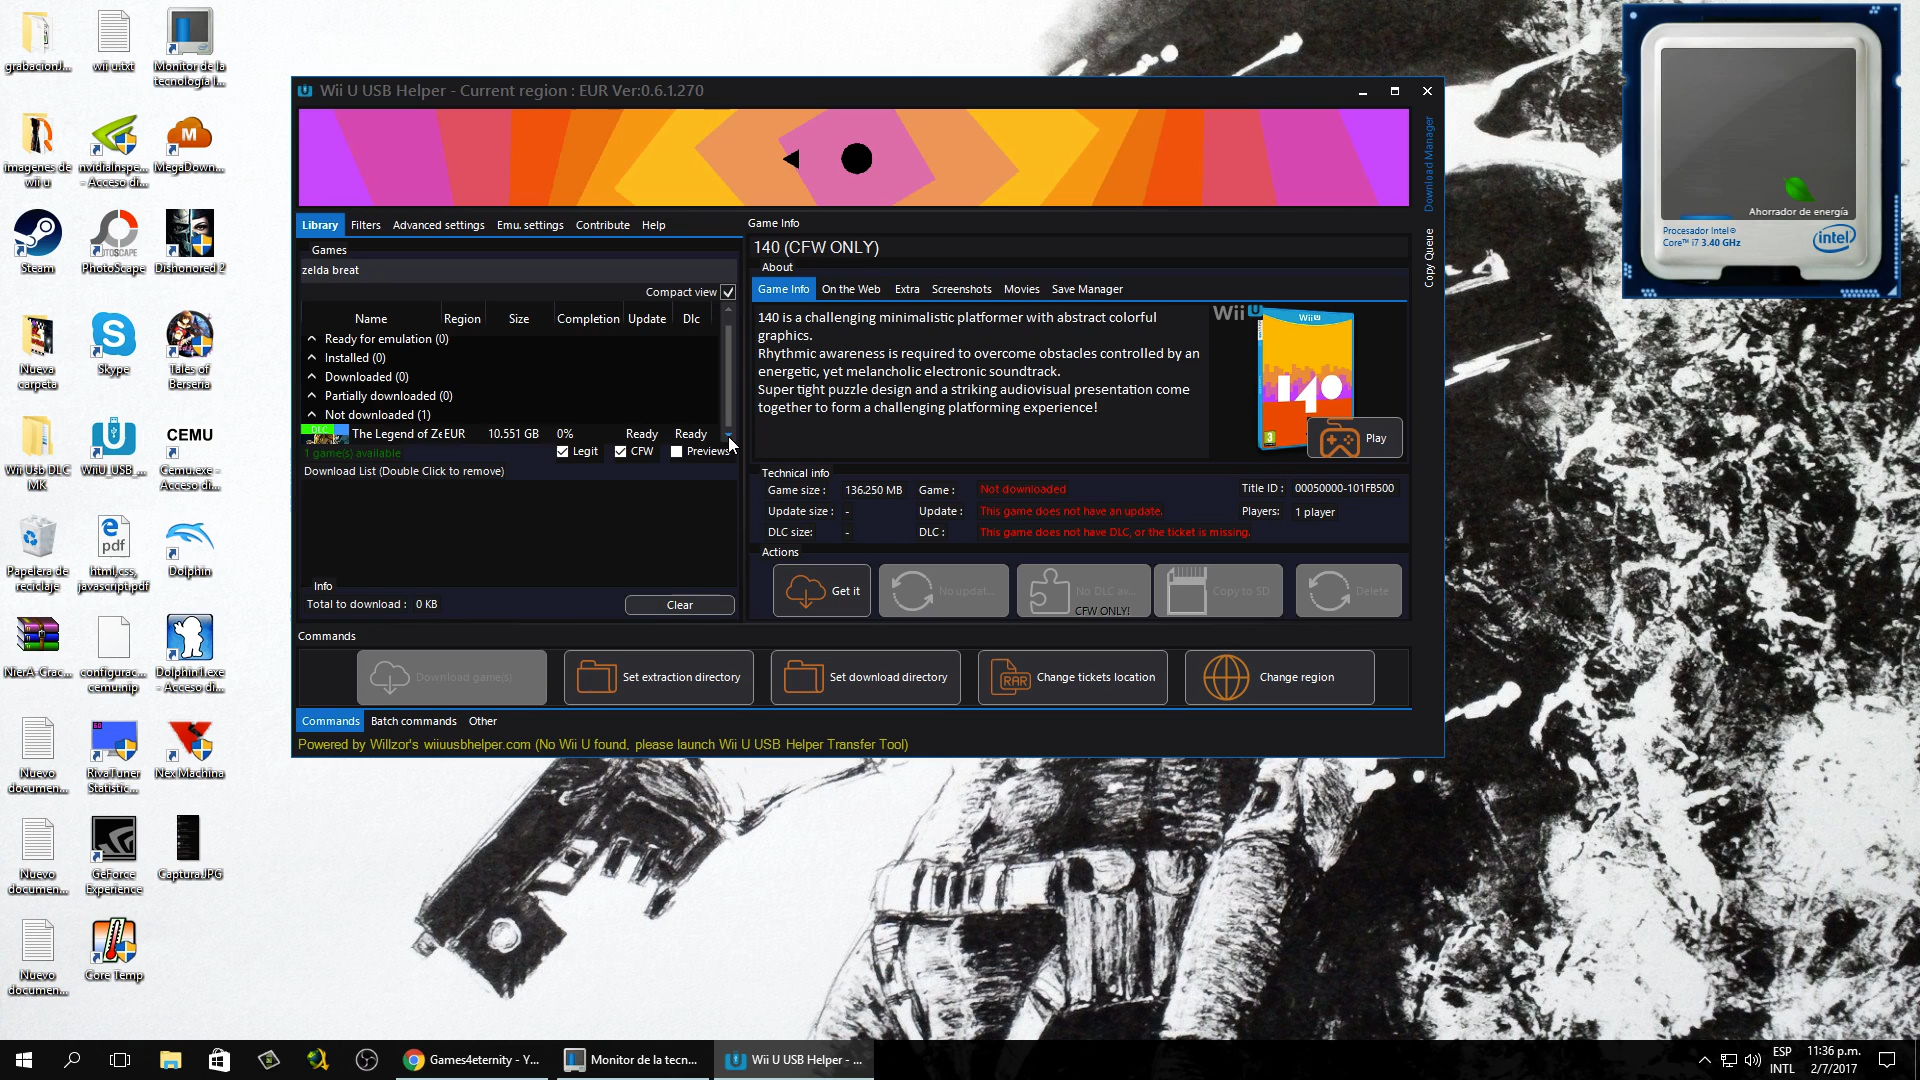 grabacionJ...
wii u.txt
Monitor de la
tecnología I...
imagenes de
wii u
nvidiaInspe...
- Acceso di...
MegaDown...
Steam
PhotoScape
Dishonored 2
Nueva
carpeta
Skype
Tales of
Berseria
Wii Usb DLC
MK
WiiU_USB_...
CEMU
Cemu.exe -
Acceso di...
Papelera de
reciclaje
pdf
html,css,
javascript.pdf
Dolphin
NierA-Crac...
configurac...
cemu.nip
Dolphin1.exe
- Acceso di...
Nuevo
documen...
RivaTuner
Statistic...
Nex Machina
Nuevo
documen...
GeForce
Experience
Captura.JPG
Nuevo
documen...
Core Temp
Wii U USB Helper - Current region : EUR Ver:0.6.1.270
Download Manager
Copy Queue
Library
Filters
Advanced settings
Emu. settings
Contribute
Help
Games
zelda breat
Compact view
Name
Region
Size
Completion
Update
Dlc
Ready for emulation (0)
Installed (0)
Downloaded (0)
Partially downloaded (0)
Not downloaded (1)
DLC
The Legend of Ze EUR 10.551 GB 0% Ready Ready
1 game(s) available
Legit
CFW
Previews
Download List (Double Click to remove)
Info
Total to download : 0 KB
Clear
Game Info
140 (CFW ONLY)
About
Game Info
On the Web
Extra
Screenshots
Movies
Save Manager
140 is a challenging minimalistic platformer with abstract colorful
graphics.
Rhythmic awareness is required to overcome obstacles controlled by an
energetic, yet melancholic electronic soundtrack.
Super tight puzzle design and a striking audiovisual presentation come
together to form a challenging platforming experience!
Wii U
WiiU
140
3
Play
Technical info
Game size : 136.250 MB Game : Not downloaded Title ID : 00050000-101FB500
Update size : - Update : This game does not have an update. Players: 1 player
DLC size: - DLC : This game does not have DLC, or the ticket is missing.
Actions
Get it
No updat...
No DLC av...
CFW ONLY!
Copy to SD
Delete
Commands
Download game(s)
Set extraction directory
Set download directory
RAR
Change tickets location
Change region
Commands
Batch commands
Other
Powered by Willzor's wiiuusbhelper.com (No Wii U found, please launch Wii U USB Helper Transfer Tool)
Ahorrador de energía
Procesador Intel®
Core™ i7 3.40 GHz
intel
Games4eternity - Y...
Monitor de la tecn...
Wii U USB Helper - ...
ESP
INTL
11:36 p.m.
2/7/2017